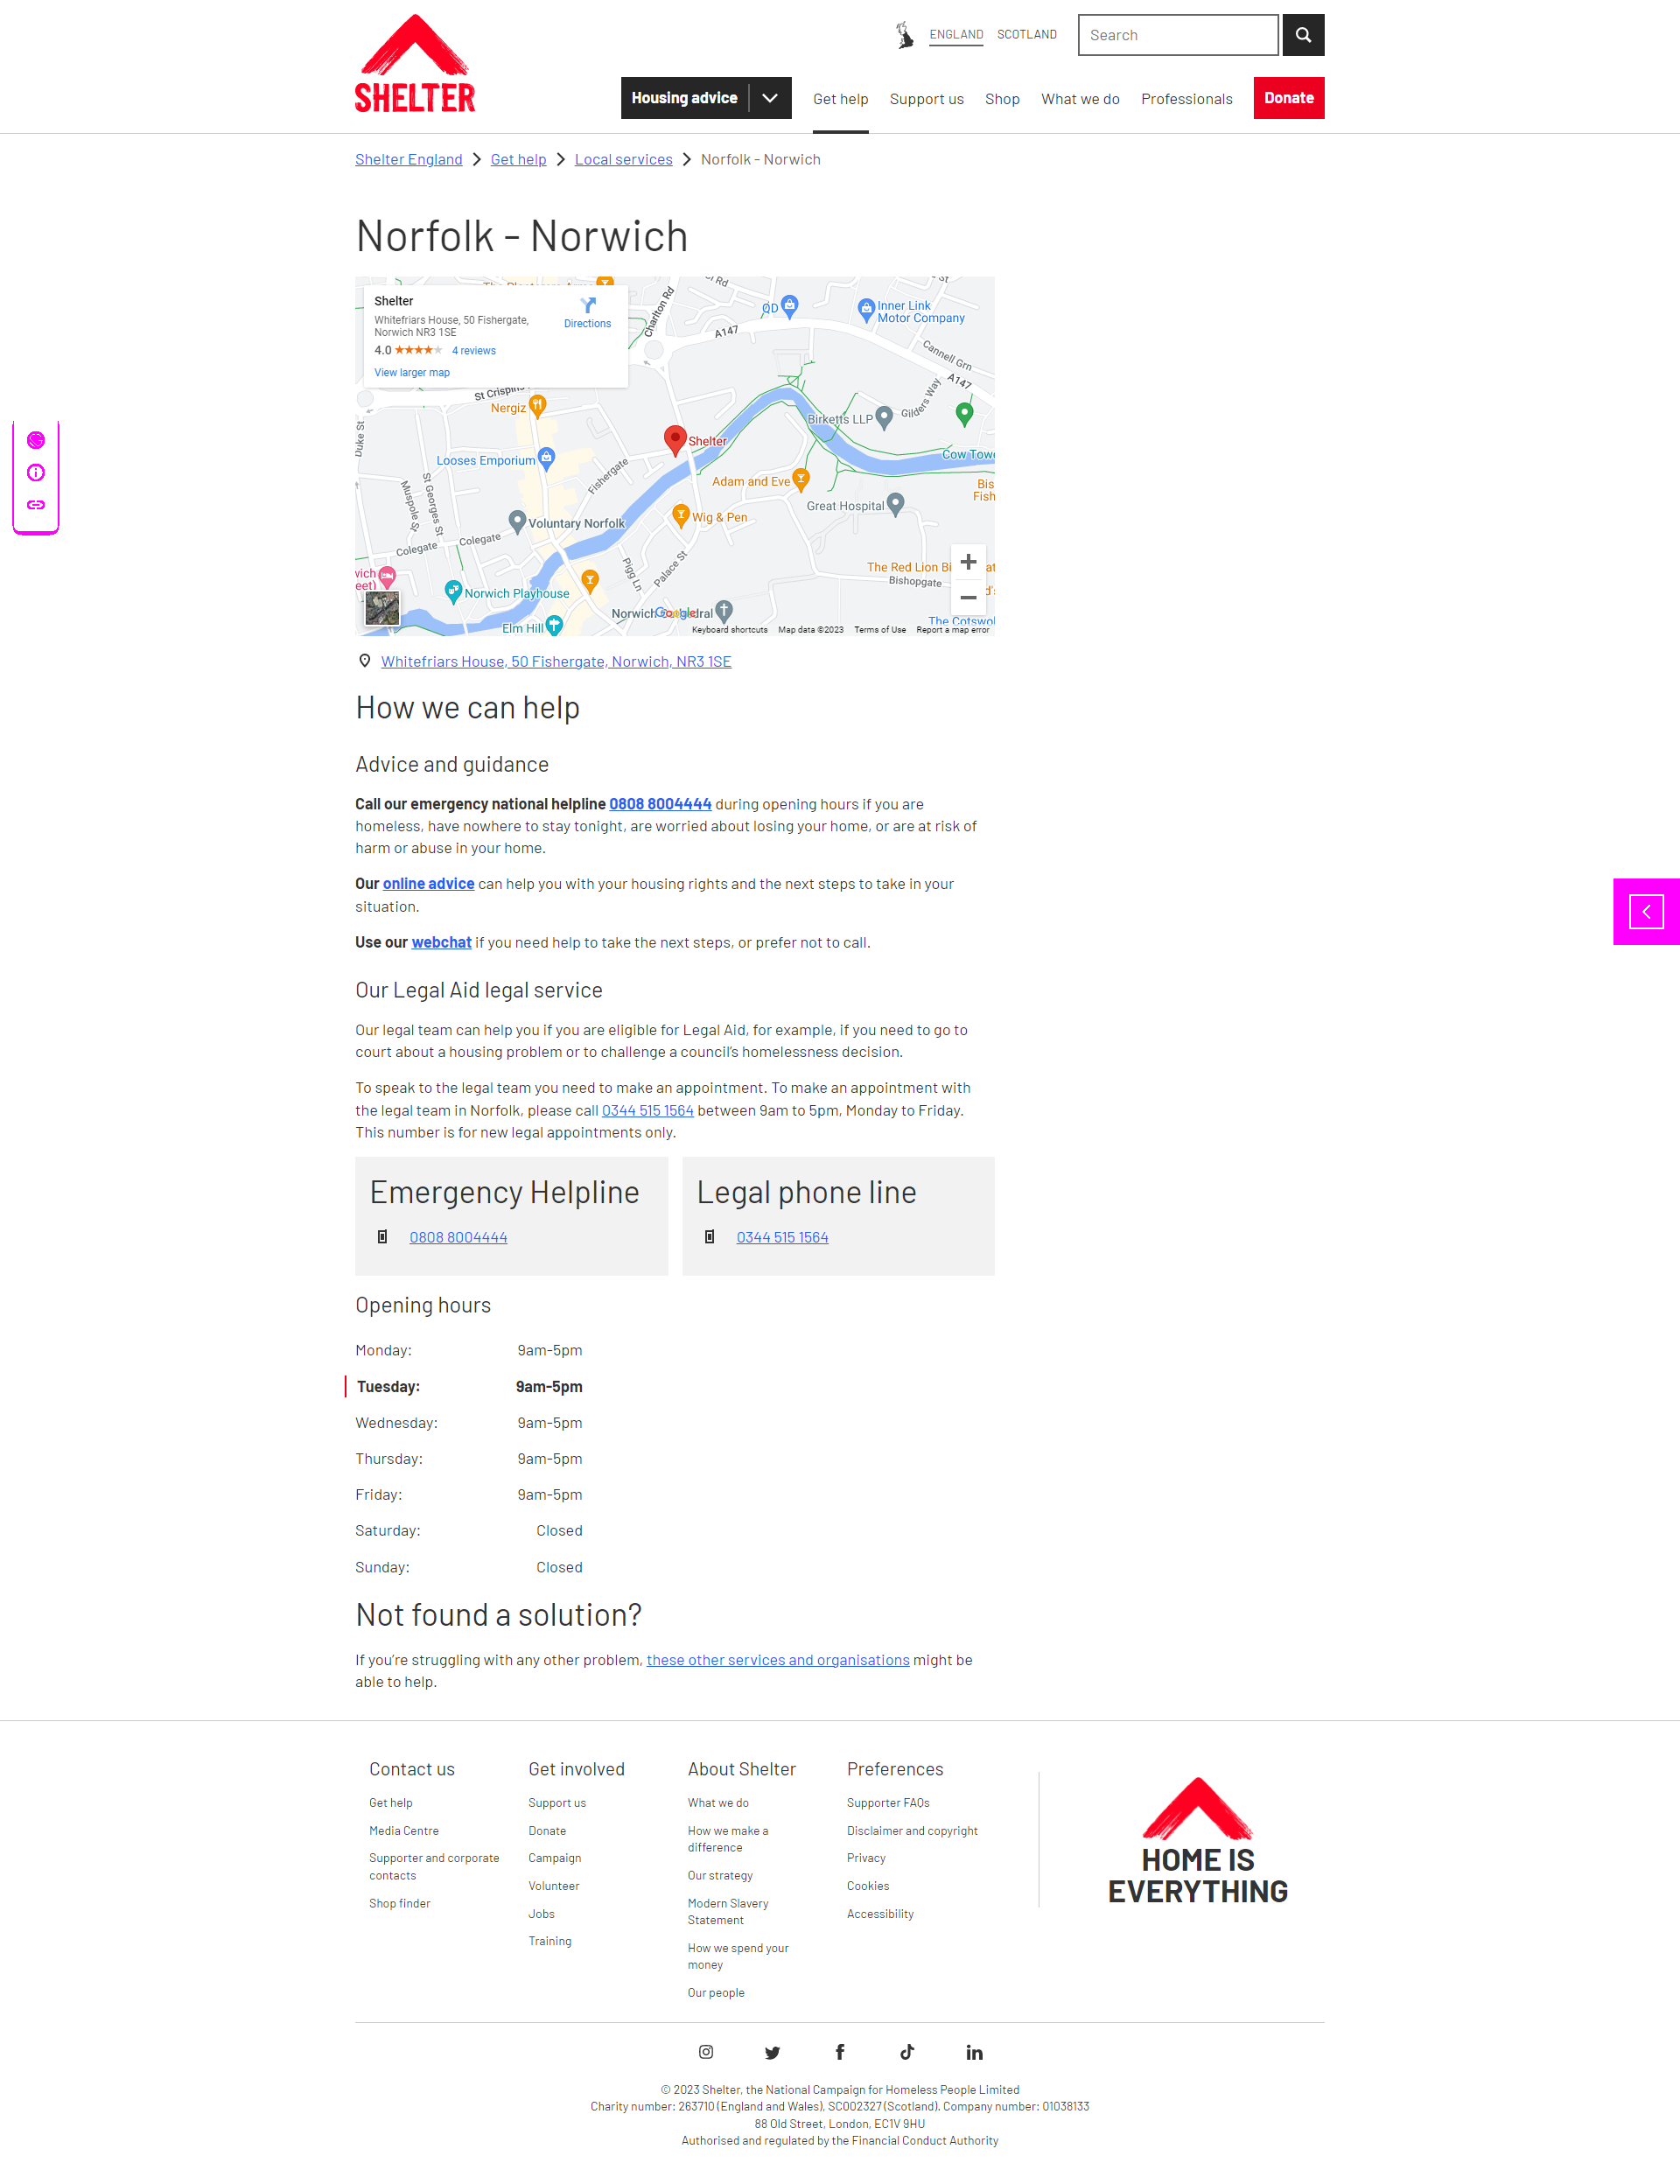 SHELTER
ENGLAND
SCOTLAND
Search
Housing advice
Get help
Support us
Shop
What we do
Professionals
Donate
Shelter England
Get help
Local services
Norfolk - Norwich
Norfolk - Norwich
Shelter
Whitefriars House, 50 Fishergate,
Norwich NR3 1SE
Directions
4.0
4 reviews
View larger map
Charlton Rd
QD
Inner Link
Motor Company
A147
Cannell Grn
A147
Gilders Way
St Crispins
Nergiz
Birketts LLP
Duke St
Shelter
Looses Emporium
Cow Towe
Fishergate
Adam and Eve
Muspole St
St Georges St
Great Hospital
Voluntary Norfolk
Wig & Pen
Colegate
Colegate
Pigg Ln
Palace St
The Red Lion Bi
Bishopgate
Norwich Playhouse
Google
Elm Hill
Keyboard shortcuts
Map data ©2023
Terms of Use
Report a map error
Whitefriars House, 50 Fishergate, Norwich, NR3 1SE
How we can help
Advice and guidance
Call our emergency national helpline 0808 8004444 during opening hours if you are
homeless, have nowhere to stay tonight, are worried about losing your home, or are at risk of
harm or abuse in your home.
Our online advice can help you with your housing rights and the next steps to take in your
situation.
Use our webchat if you need help to take the next steps, or prefer not to call.
Our Legal Aid legal service
Our legal team can help you if you are eligible for Legal Aid, for example, if you need to go to
court about a housing problem or to challenge a council's homelessness decision.
To speak to the legal team you need to make an appointment. To make an appointment with
the legal team in Norfolk, please call 0344 515 1564 between 9am to 5pm, Monday to Friday.
This number is for new legal appointments only.
Emergency Helpline
0808 8004444
Legal phone line
0344 515 1564
Opening hours
Monday: 9am-5pm
Tuesday: 9am-5pm
Wednesday: 9am-5pm
Thursday: 9am-5pm
Friday: 9am-5pm
Saturday: Closed
Sunday: Closed
Not found a solution?
If you're struggling with any other problem, these other services and organisations might be
able to help.
Contact us
Get help
Media Centre
Supporter and corporate
contacts
Shop finder
Get involved
Support us
Donate
Campaign
Volunteer
Jobs
Training
About Shelter
What we do
How we make a
difference
Our strategy
Modern Slavery
Statement
How we spend your
money
Our people
Preferences
Supporter FAQs
Disclaimer and copyright
Privacy
Cookies
Accessibility
HOME IS
EVERYTHING
© 2023 Shelter, the National Campaign for Homeless People Limited
Charity number: 263710 (England and Wales), SC002327 (Scotland). Company number: 01038133
88 Old Street, London, EC1V 9HU
Authorised and regulated by the Financial Conduct Authority